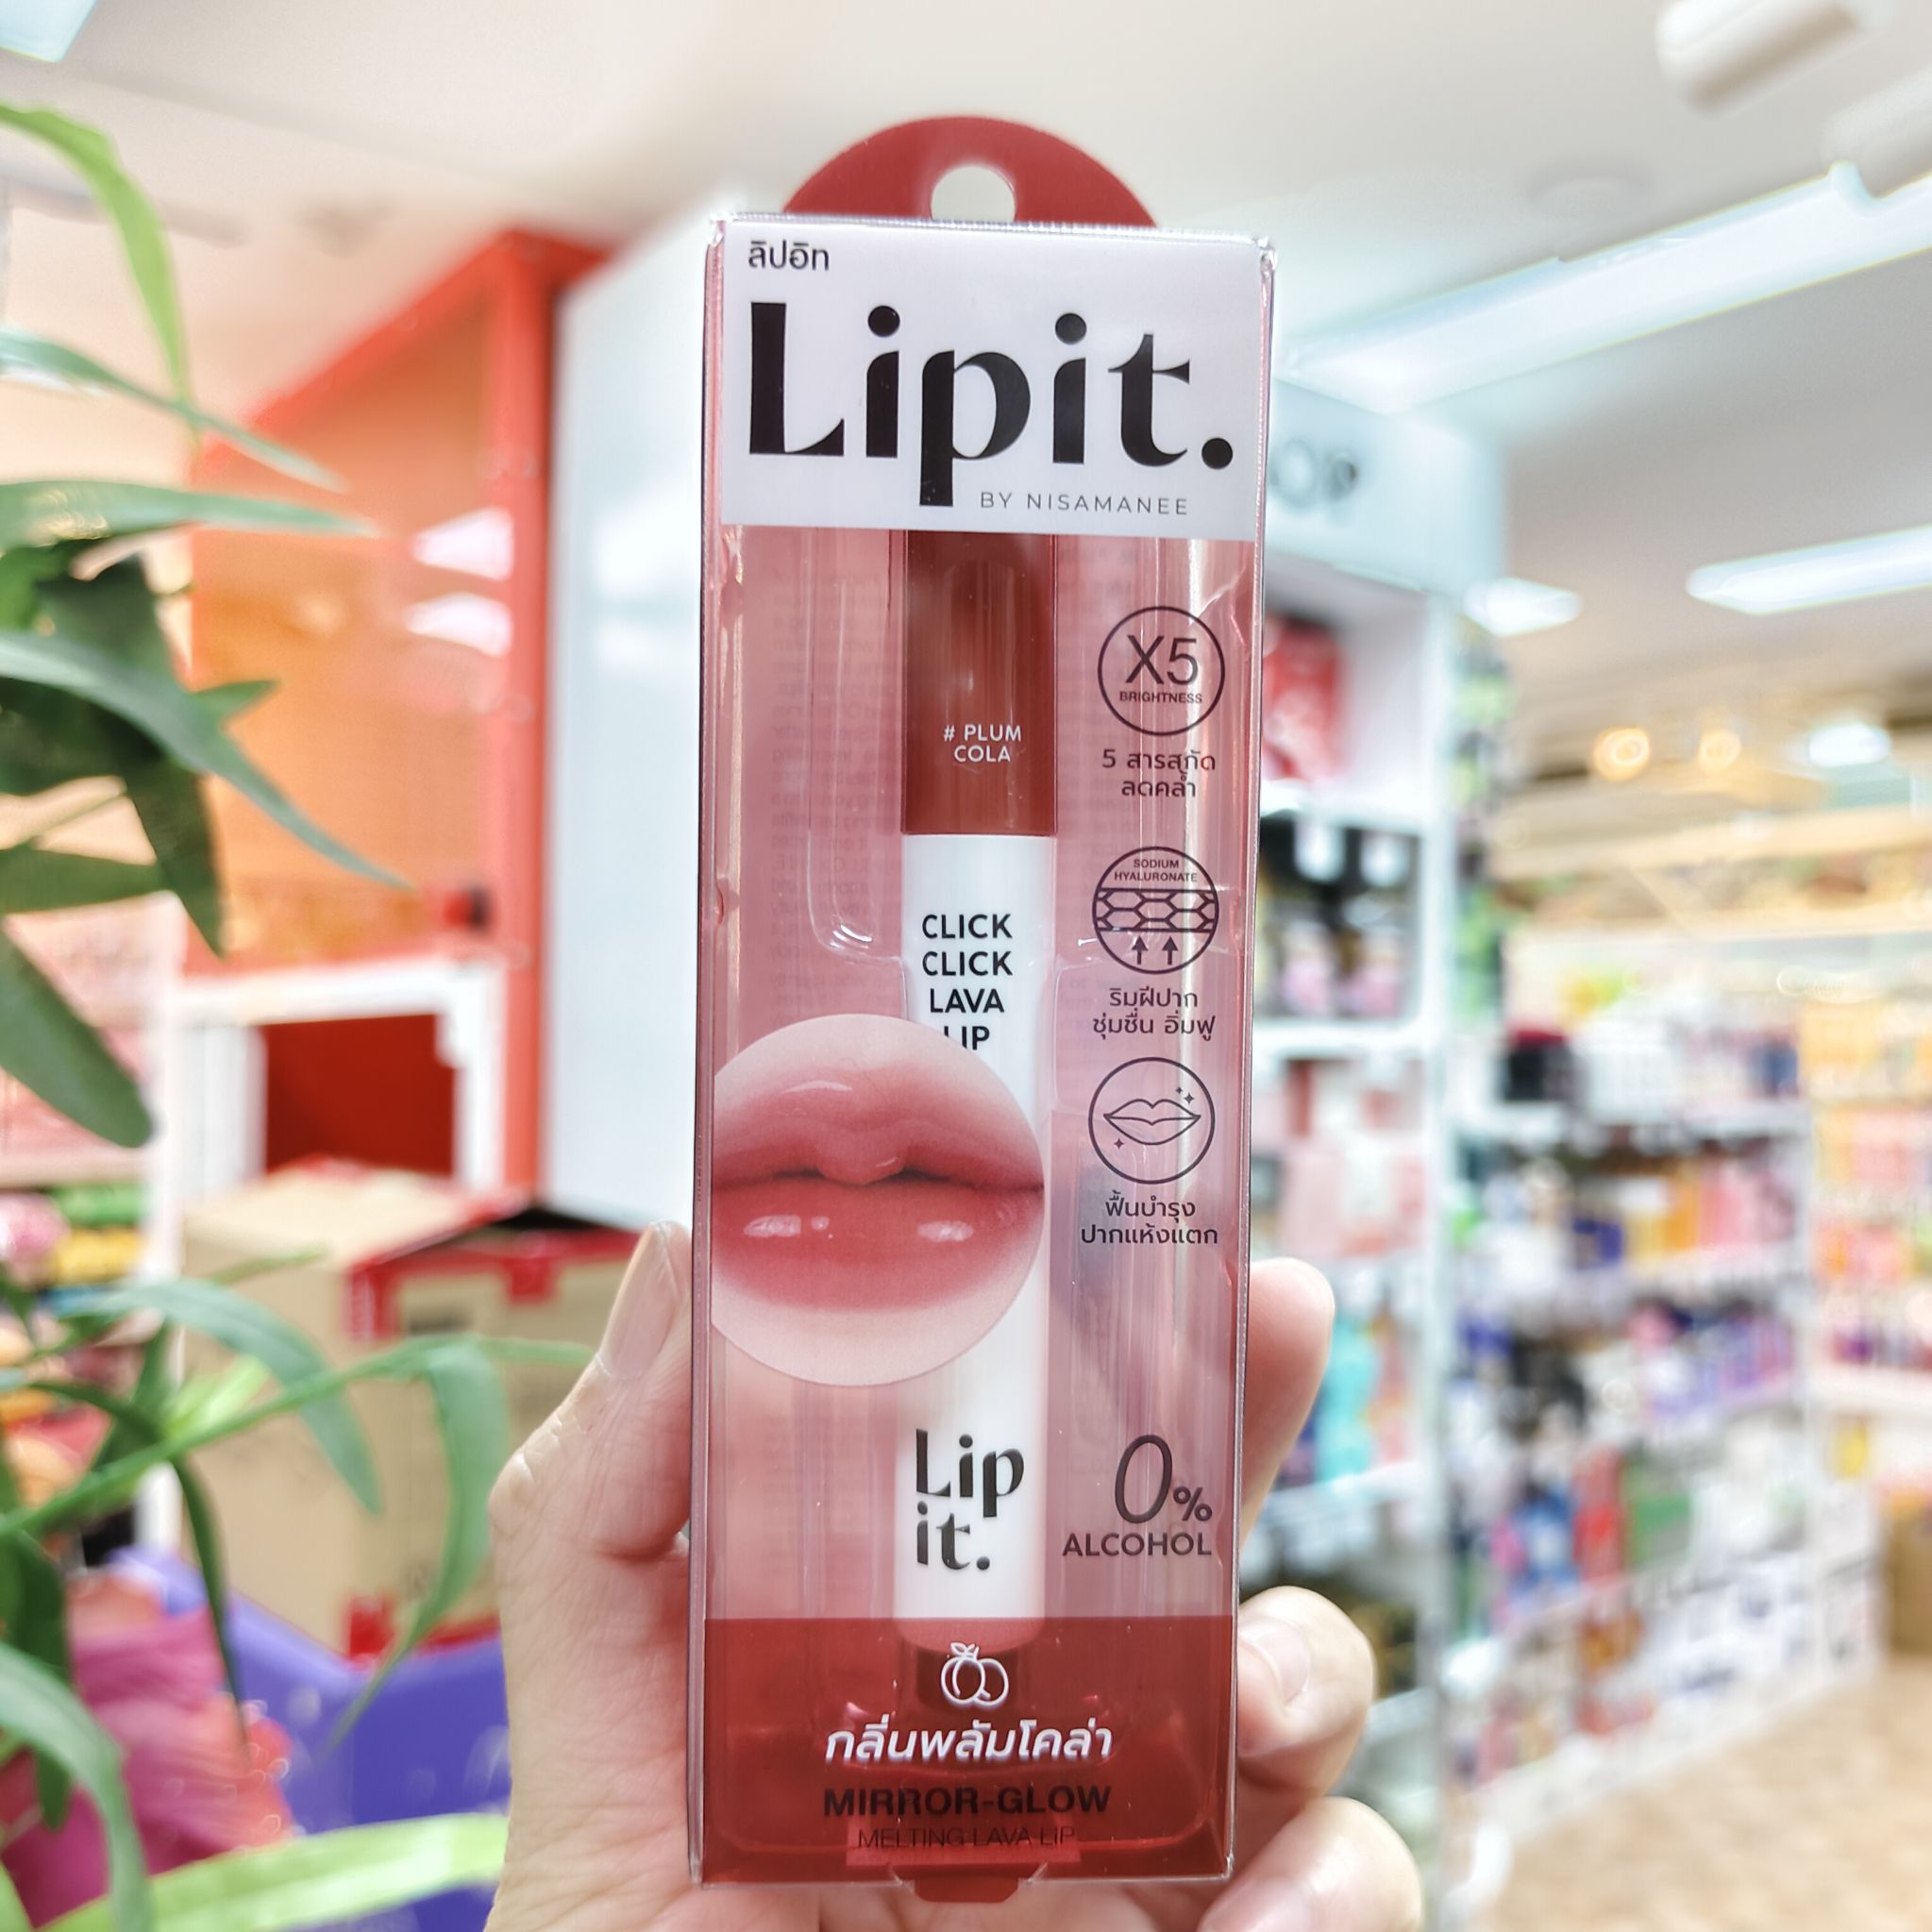 ลิปอิท
Lipit.
BY NISAMANEE
X5
BRIGHTNESS
# PLUM
COLA
5 สารสกัด
ลดคล้ำ
SODIUM
HYALURONATE
CLICK
CLICK
LAVA
LIP
ริมฝีปาก
ชุ่มชื่น อิ่มฟู
ฟื้นบำรุง
ปากแห้งแตก
Lip
it.
0%
ALCOHOL
กลิ่นพลัมโคล่า
MIRROR-GLOW
MELTING LAVA LIP